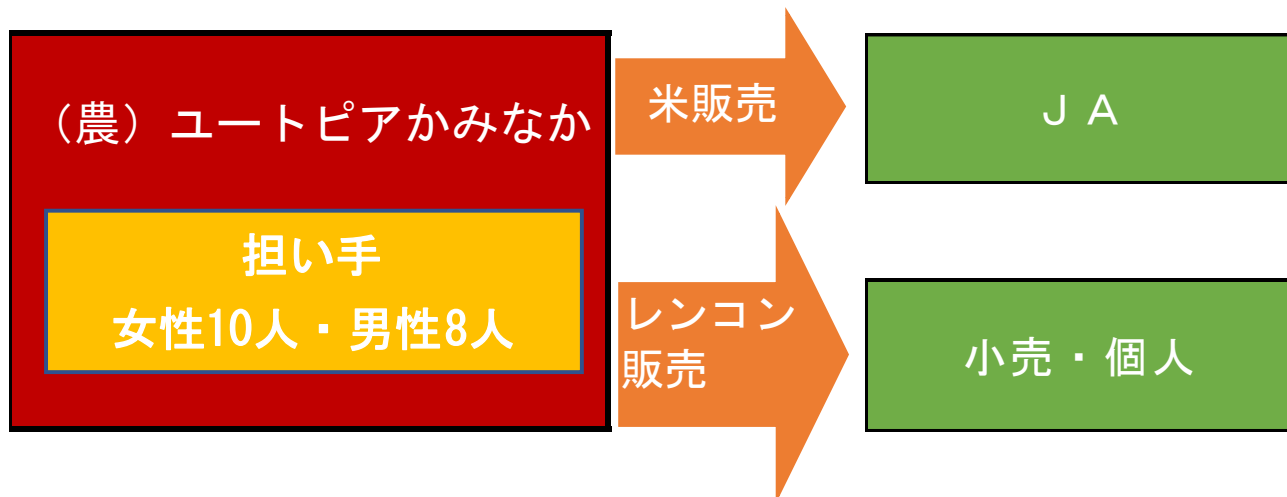 （農）ユートピアかみなか
担い手
女性10人・男性8人
米販売
レンコン
販売
ＪＡ
小売・個人